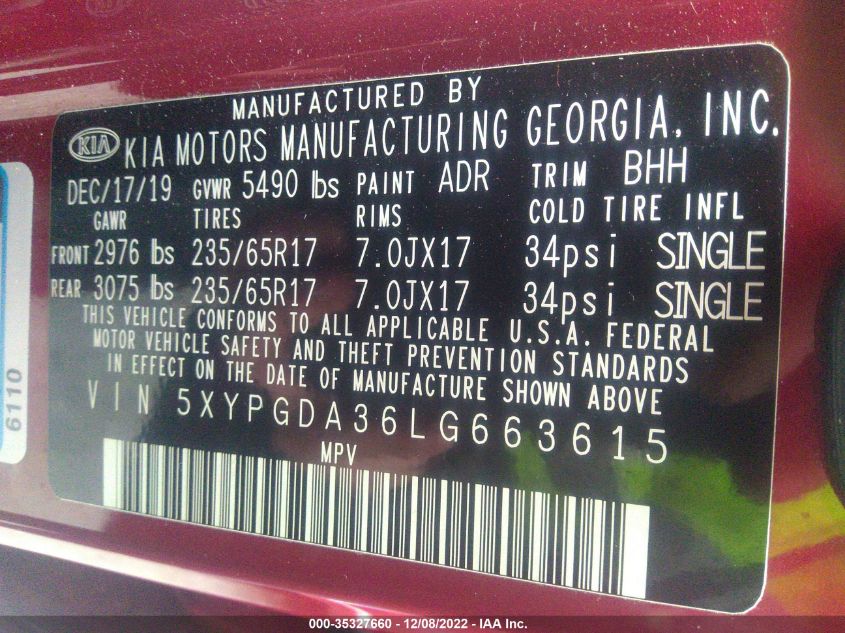 MANUFACTURED BY
KIA KIA MOTORS MANUFACTURING GEORGIA, INC.
DEC/17/19 GVWR 5490 lbs PAINT ADR TRIM BHH
GAWR TIRES RIMS COLD TIRE INFL
FRONT 2976 lbs 235/65R17 7.0JX17 34psi SINGLE
REAR 3075 lbs 235/65R17 7.0JX17 34psi SINGLE
THIS VEHICLE CONFORMS TO ALL APPLICABLE U.S.A. FEDERAL
MOTOR VEHICLE SAFETY AND THEFT PREVENTION STANDARDS
IN EFFECT ON THE DATE OF MANUFACTURE SHOWN ABOVE
VIN 5XYPGDA36LG663615
MPV
6110
000-35327660 - 12/08/2022 - IAA Inc.